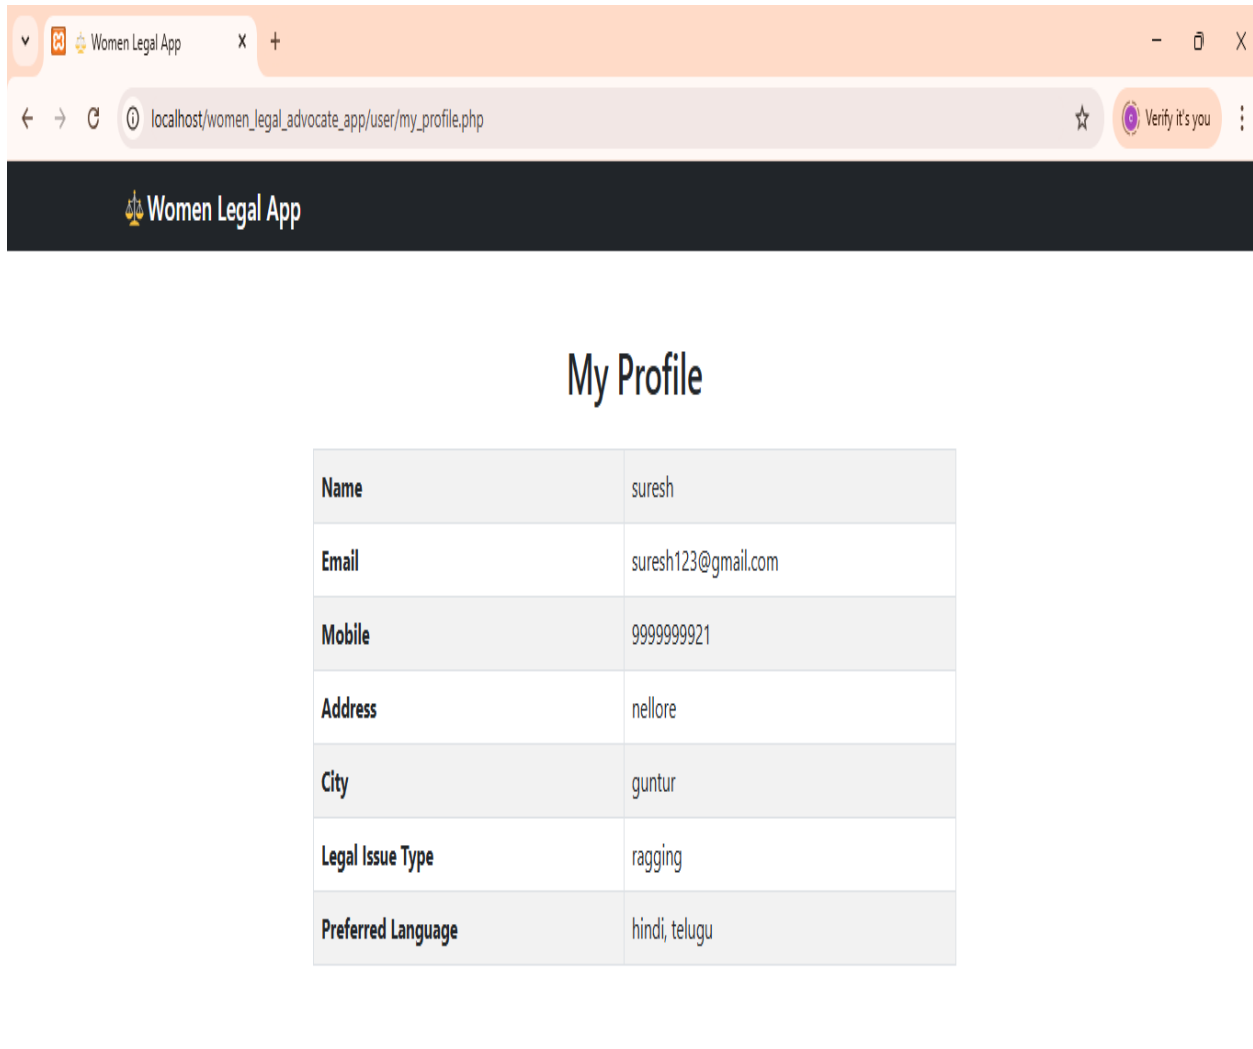 Women Legal App
localhost/women_legal_advocate_app/user/my_profile.php
Verify it's you
Women Legal App
My Profile
Name suresh
Email suresh123@gmail.com
Mobile 9999999921
Address nellore
City guntur
Legal Issue Type ragging
Preferred Language hindi, telugu